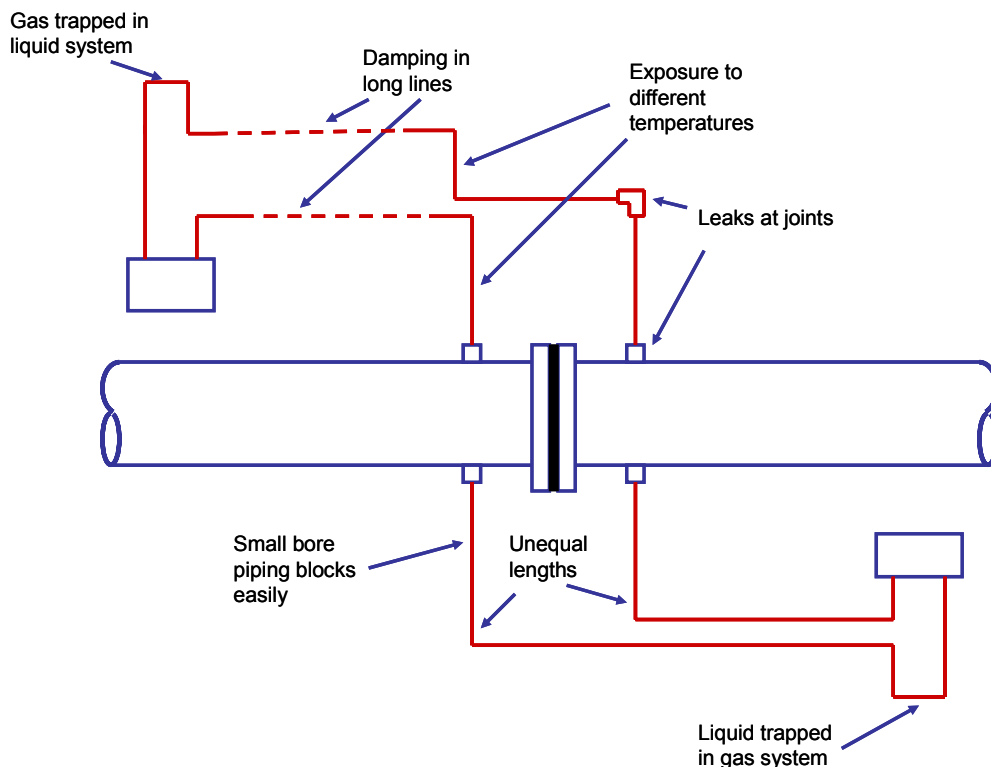 Gas trapped in
liquid system
Damping in
long lines
Exposure to
different
temperatures
Leaks at joints
Small bore
piping blocks
easily
Unequal
lengths
Liquid trapped
in gas system